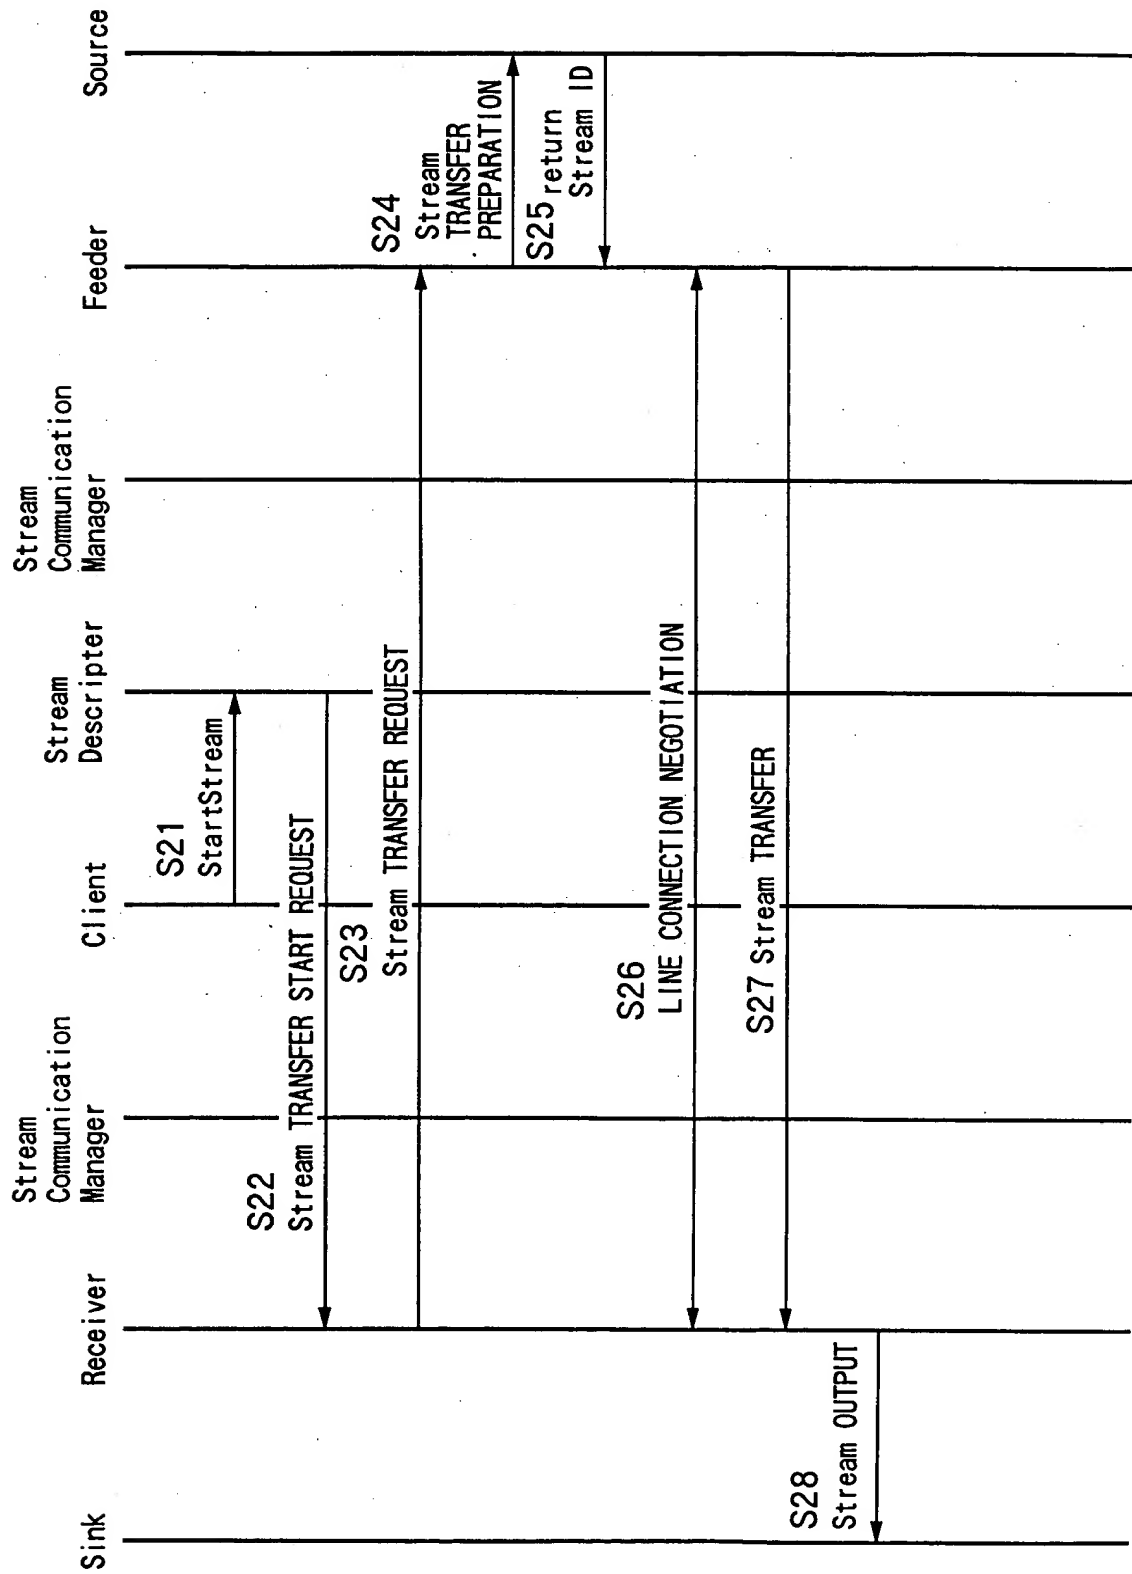 Sink
Receiver
Stream
Communication
Manager
Client
Stream
Descripter
Stream
Communication
Manager
Feeder
Source
S21
StartStream
S22
Stream TRANSFER START REQUEST
S23
Stream TRANSFER REQUEST
S24
Stream
TRANSFER
PREPARATION
S25 return
Stream ID
S26
LINE CONNECTION NEGOTIATION
S27 Stream TRANSFER
S28
Stream OUTPUT